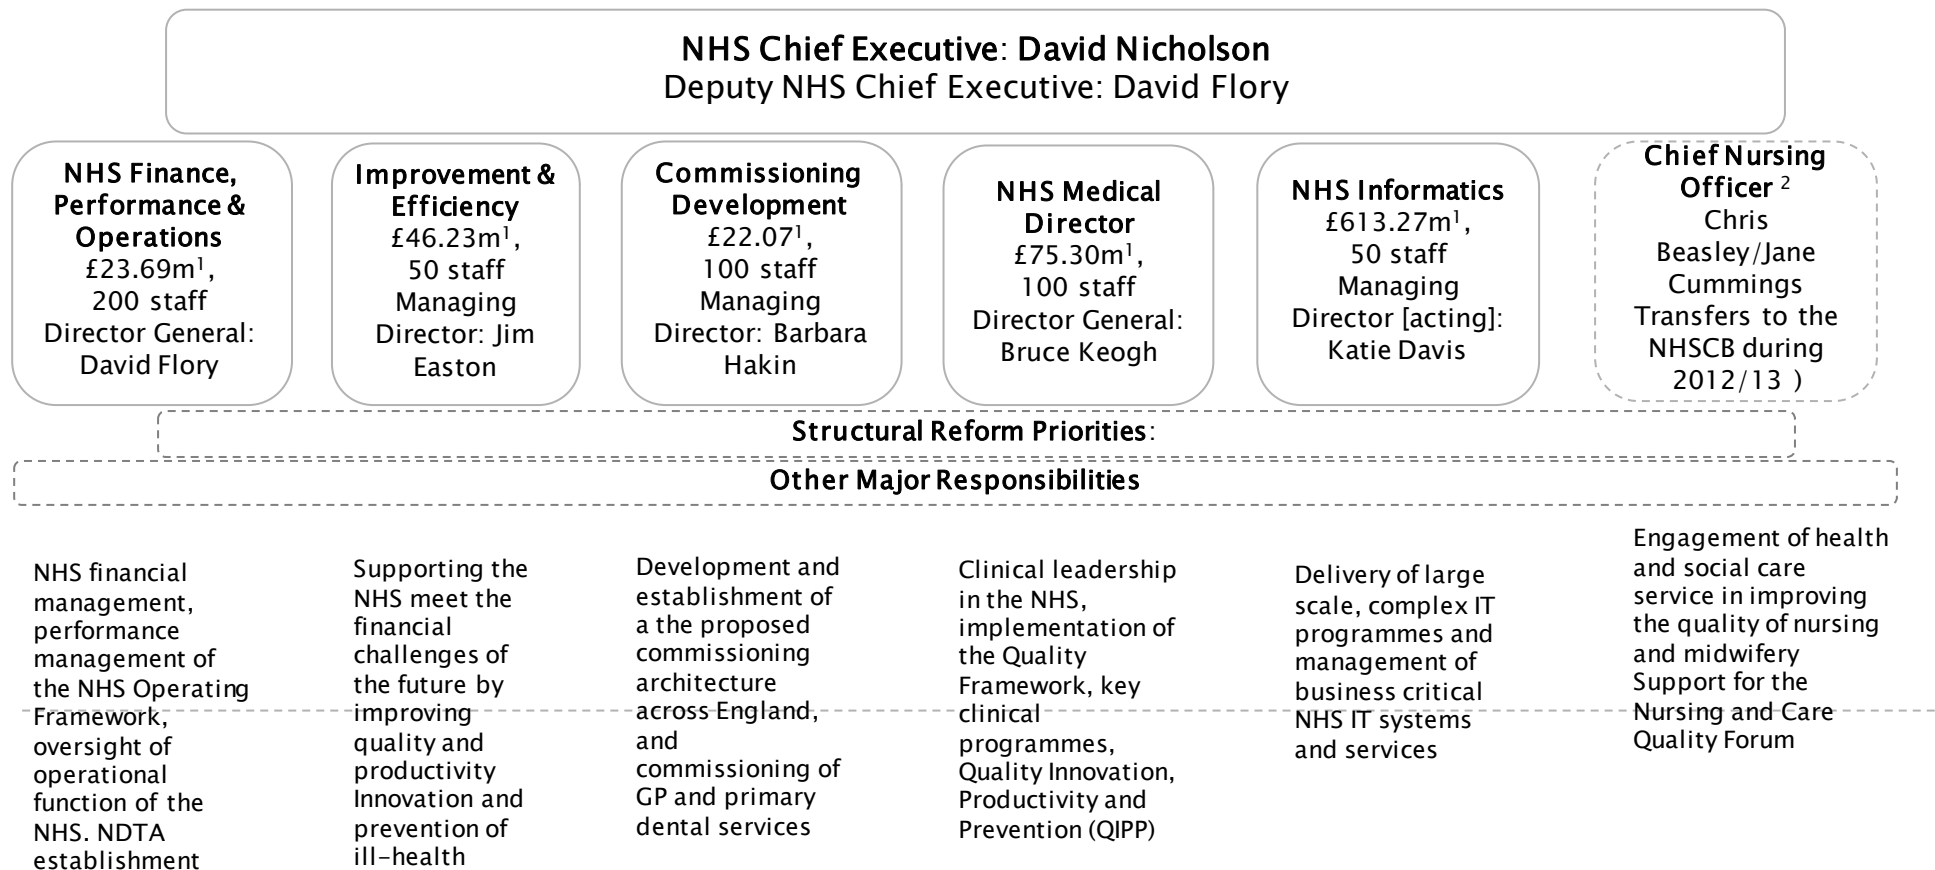 NHS Chief Executive: David Nicholson
Deputy NHS Chief Executive: David Flory
NHS Finance,
Performance &
Operations
£23.69m¹,
200 staff
Director General:
David Flory
Improvement &
Efficiency
£46.23m¹,
50 staff
Managing
Director: Jim
Easton
Commissioning
Development
£22.07¹,
100 staff
Managing
Director: Barbara
Hakin
NHS Medical
Director
£75.30m¹,
100 staff
Director General:
Bruce Keogh
NHS Informatics
£613.27m¹,
50 staff
Managing
Director [acting]:
Katie Davis
Chief Nursing
Officer ²
Chris
Beasley/Jane
Cummings
Transfers to the
NHSCB during
2012/13 )
Structural Reform Priorities:
Other Major Responsibilities
NHS financial
management,
performance
management of
the NHS Operating
Framework,
oversight of
operational
function of the
NHS. NDTA
establishment
Supporting the
NHS meet the
financial
challenges of
the future by
improving
quality and
productivity
Innovation and
prevention of
ill-health
Development and
establishment of
a the proposed
commissioning
architecture
across England,
and
commissioning of
GP and primary
dental services
Clinical leadership
in the NHS,
implementation of
the Quality
Framework, key
clinical
programmes,
Quality Innovation,
Productivity and
Prevention (QIPP)
Delivery of large
scale, complex IT
programmes and
management of
business critical
NHS IT systems
and services
Engagement of health
and social care
service in improving
the quality of nursing
and midwifery
Support for the
Nursing and Care
Quality Forum